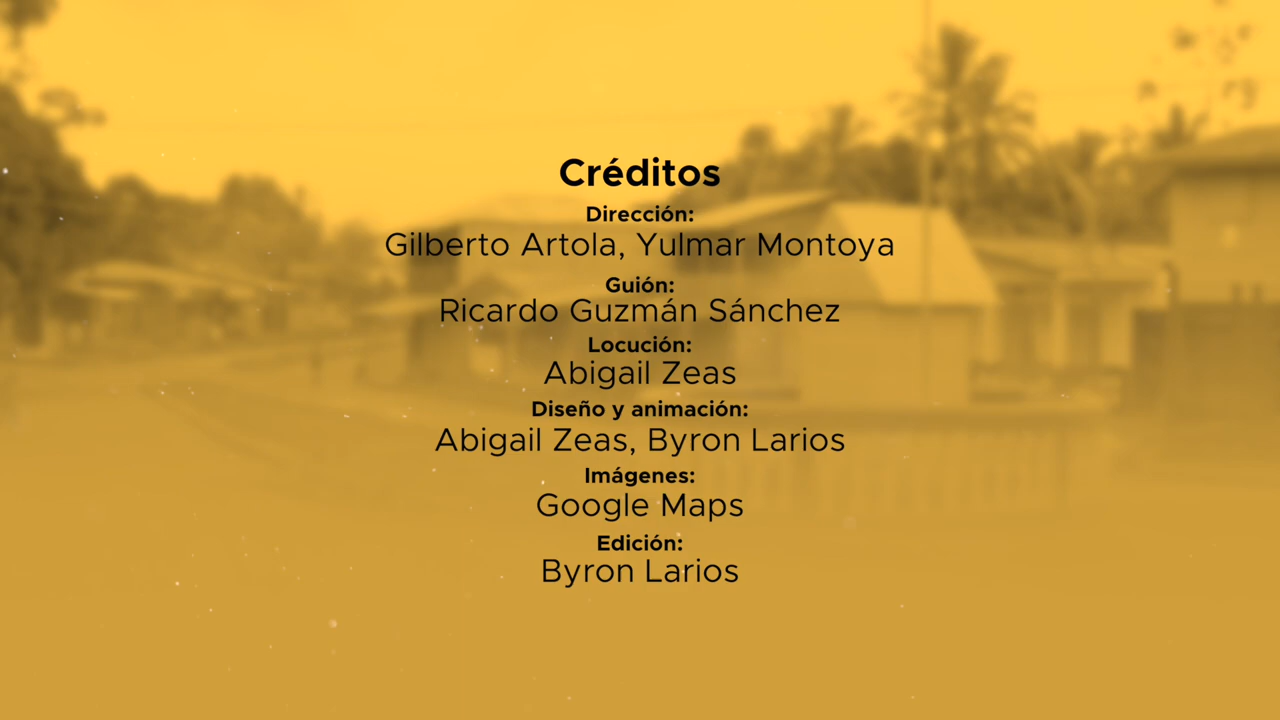 Créditos
Dirección:
Gilberto Artola, Yulmar Montoya
Guión:
Ricardo Guzmán Sánchez
Locución:
Abigail Zeas
Diseño y animación:
Abigail Zeas, Byron Larios
Imágenes:
Google Maps
Edición:
Byron Larios